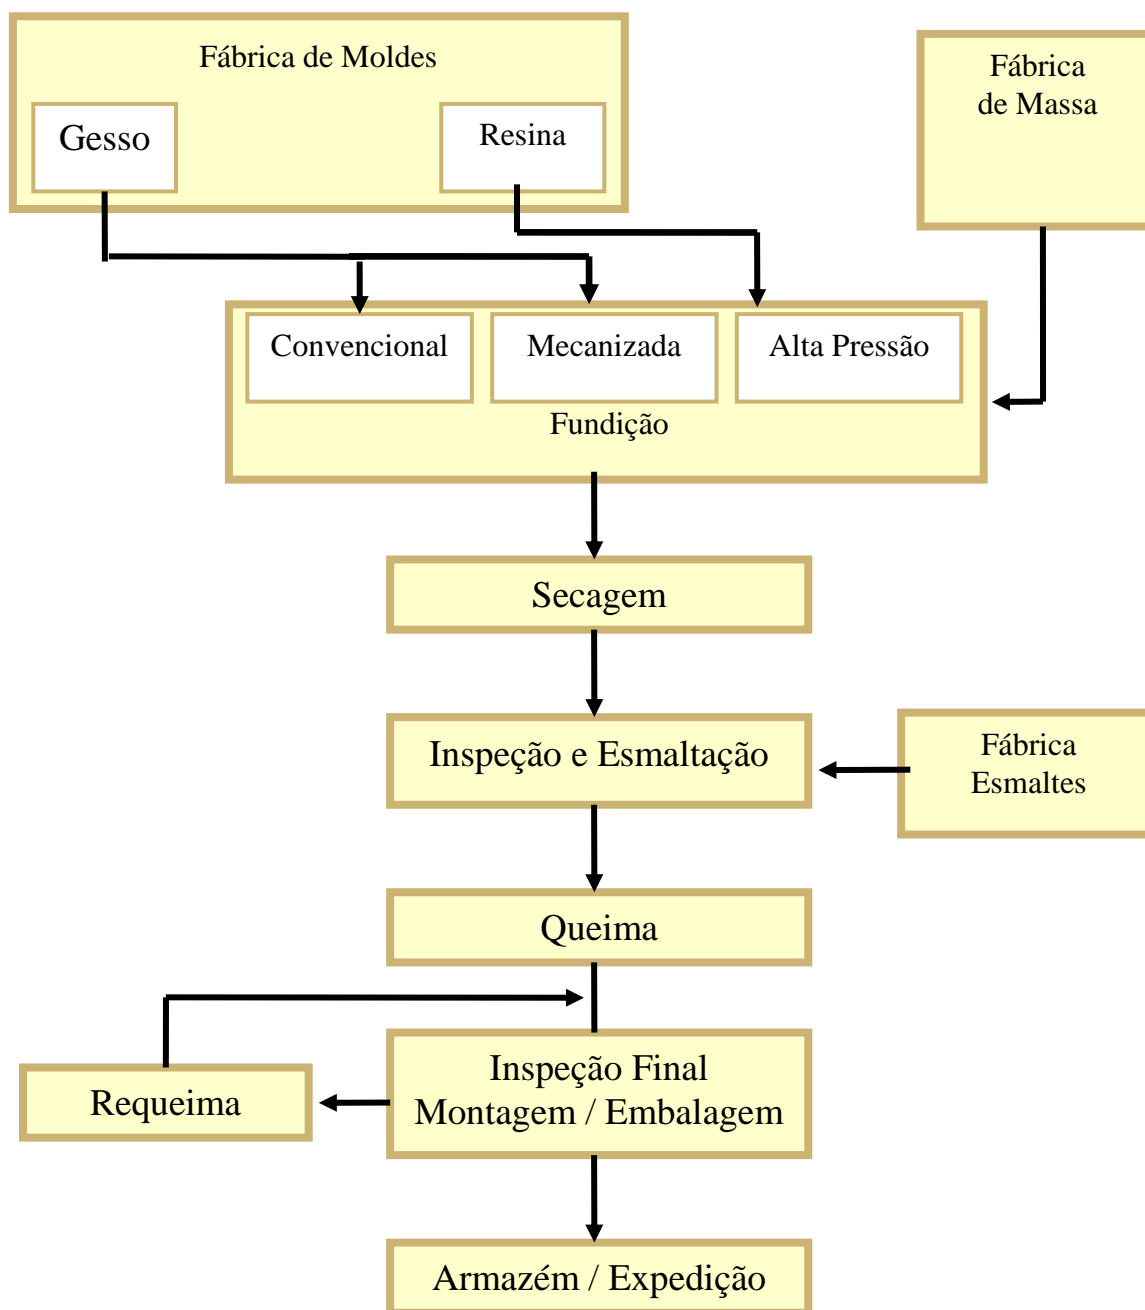 Fábrica de Moldes
Gesso
Resina
Fábrica
de Massa
Convencional
Mecanizada
Alta Pressão
Fundição
Secagem
Inspeção e Esmaltação
Fábrica
Esmaltes
Queima
Inspeção Final
Montagem / Embalagem
Requeima
Armazém / Expedição